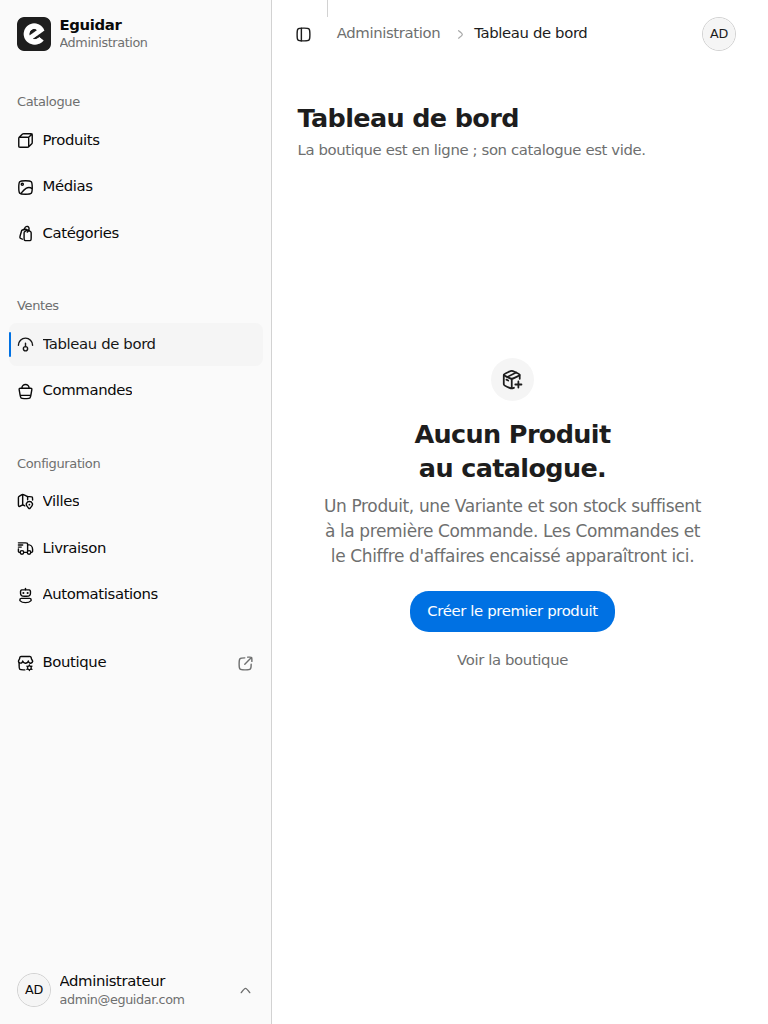 Eguidar
Administration
Catalogue
Produits
Médias
Catégories
Ventes
Tableau de bord
Commandes
Configuration
Villes
Livraison
Automatisations
Boutique
AD
Administrateur
admin@eguidar.com
Administration
Tableau de bord
AD
Tableau de bord
La boutique est en ligne ; son catalogue est vide.
Aucun Produit
au catalogue.
Un Produit, une Variante et son stock suffisent
à la première Commande. Les Commandes et
le Chiffre d'affaires encaissé apparaîtront ici.
Créer le premier produit
Voir la boutique